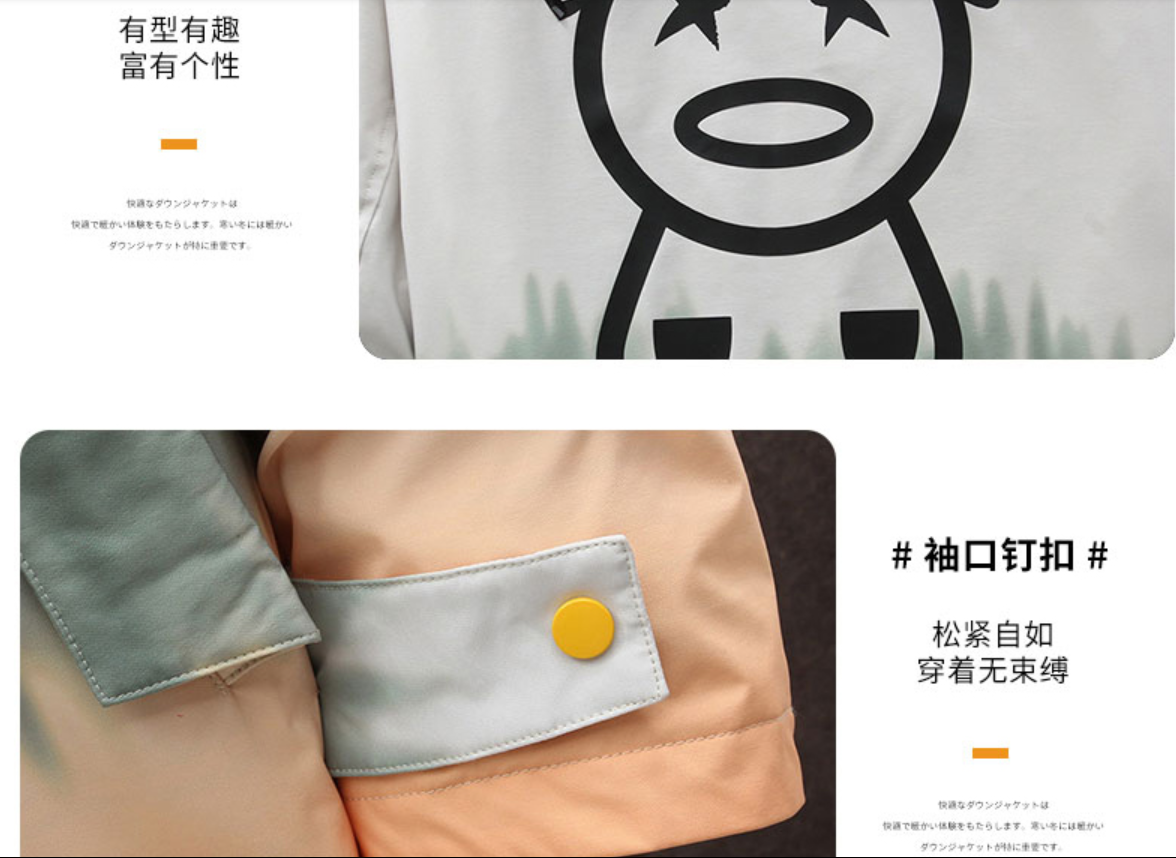 有型有趣
富有个性
快適なダウンジャケットは
快適で暖かい体験をもたらします。寒い冬には暖かい
ダウンジャケットが特に重要です。
# 袖口钉扣 #
松紧自如
穿着无束缚
快適なダウンジャケットは
快適で暖かい体験をもたらします。寒い冬には暖かい
ダウンジャケットが特に重要です。